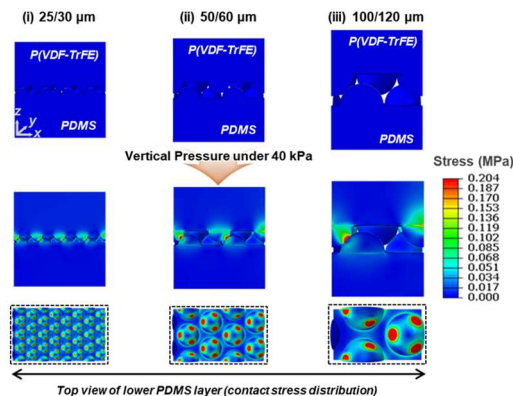 (i) 25/30 μm
(ii) 50/60 μm
(iii) 100/120 μm
P(VDF-TrFE)
P(VDF-TrFE)
P(VDF-TrFE)
z
y
x
PDMS
PDMS
PDMS
Vertical Pressure under 40 kPa
Stress (MPa)
0.204
0.187
0.170
0.153
0.136
0.119
0.102
0.085
0.068
0.051
0.034
0.017
0.000
Top view of lower PDMS layer (contact stress distribution)